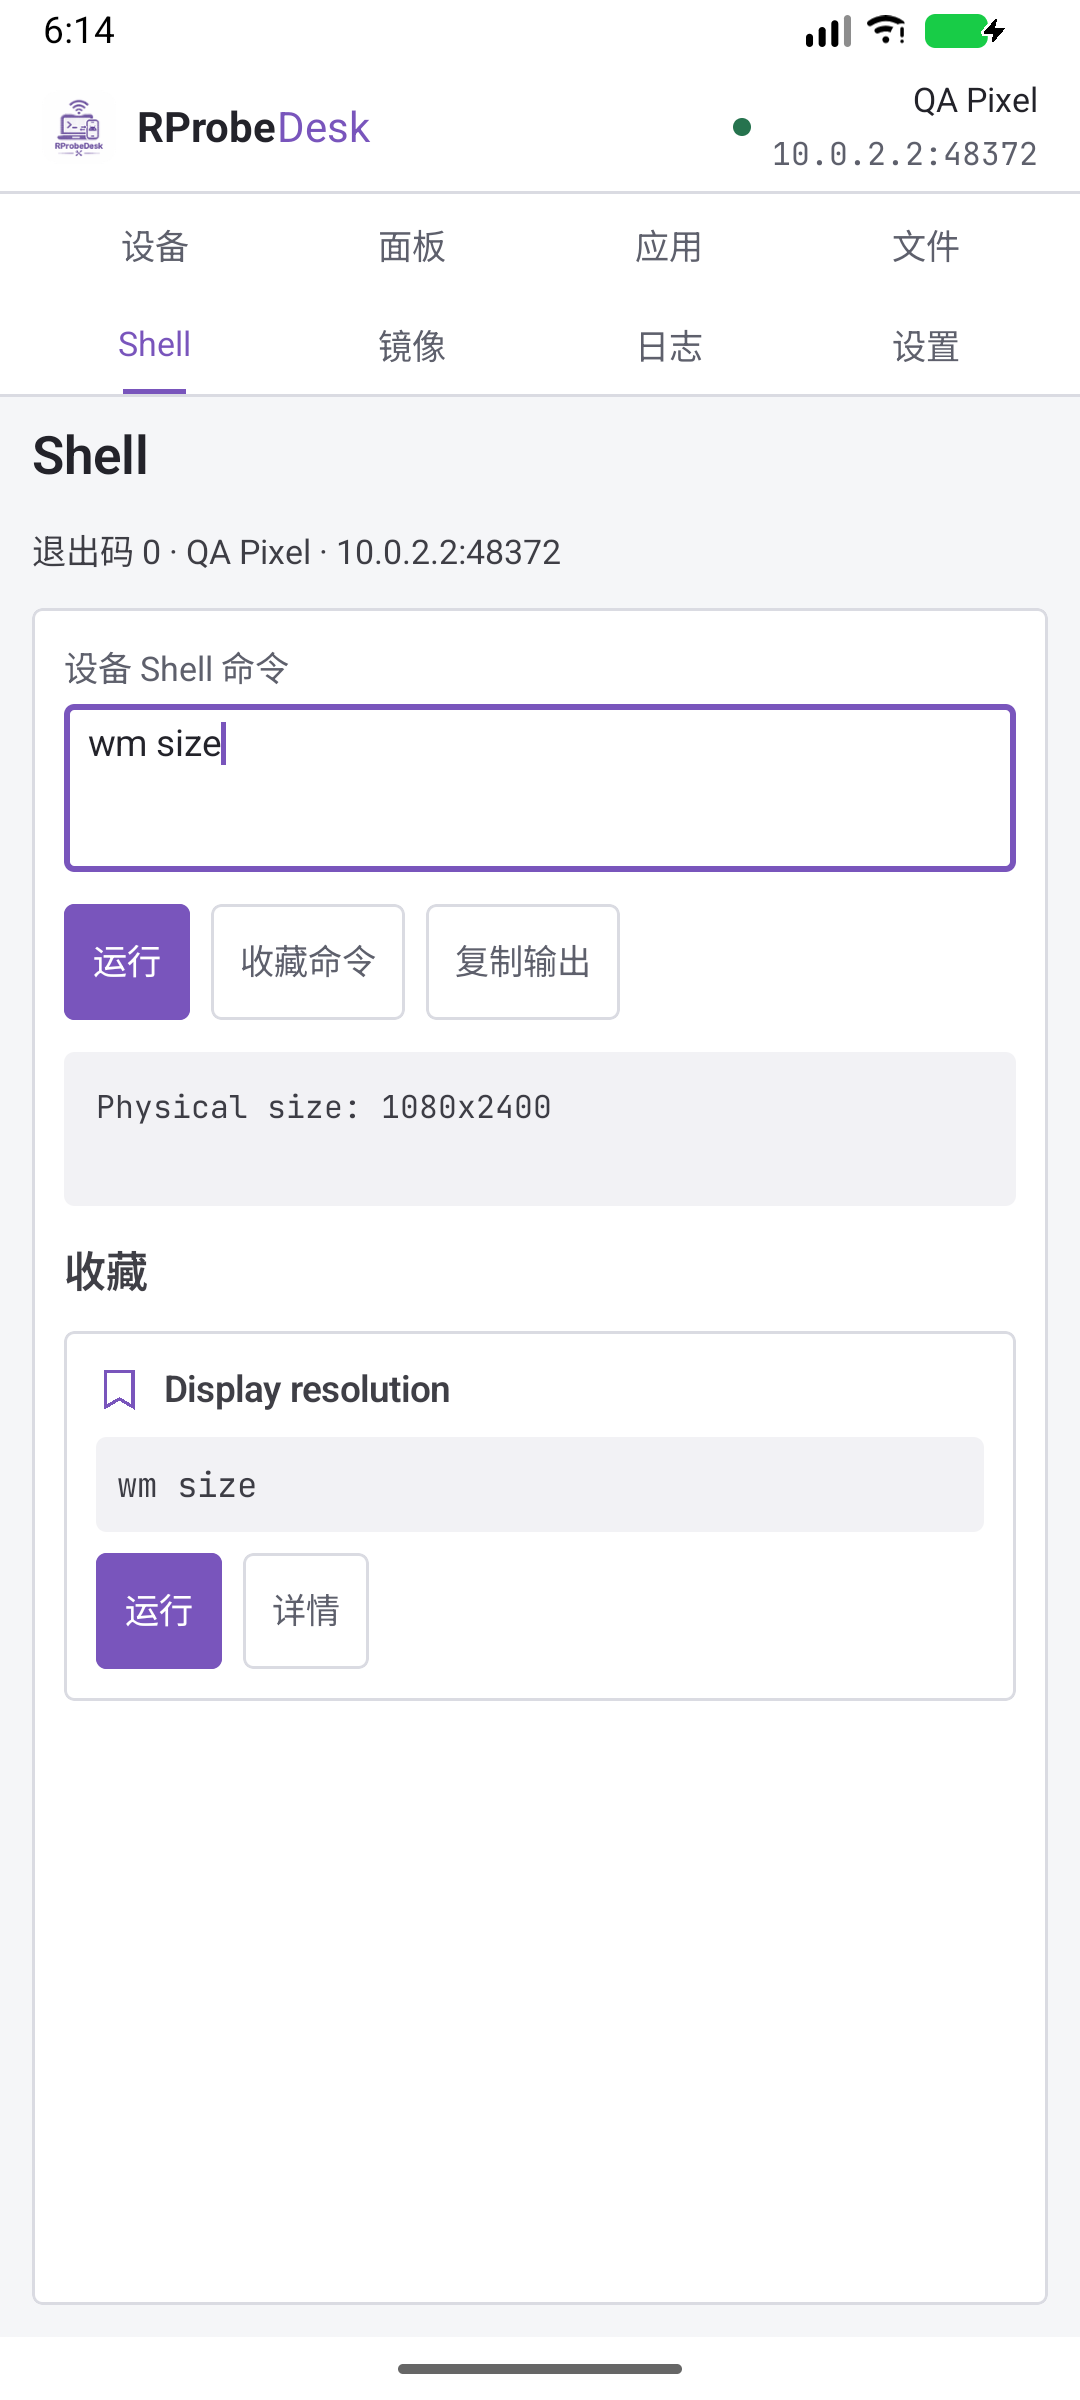 6:14
RProbeDesk
RProbeDesk
QA Pixel
10.0.2.2:48372
设备 面板 应用 文件
Shell 镜像 日志 设置
Shell
退出码 0 · QA Pixel · 10.0.2.2:48372
设备 Shell 命令
wm size
运行 收藏命令 复制输出
Physical size: 1080x2400
收藏
Display resolution
wm size
运行 详情